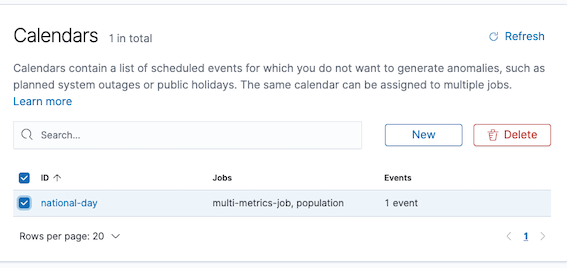 Calendars 1 in total Refresh
Calendars contain a list of scheduled events for which you do not want to generate anomalies, such as
planned system outages or public holidays. The same calendar can be assigned to multiple jobs.
Learn more
Search... New Delete
ID Jobs Events
national-day multi-metrics-job, population 1 event
Rows per page: 20 1